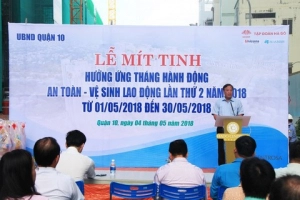 UBND QUẬN 10
LỄ MÍT TINH
HƯỞNG ỨNG THÁNG HÀNH ĐỘNG
AN TOÀN - VỆ SINH LAO ĐỘNG LẦN THỨ 2 NĂM 2018
TỪ 01/05/2018 ĐẾN 30/05/2018
Quận 10, ngày 04 tháng 05 năm 2018